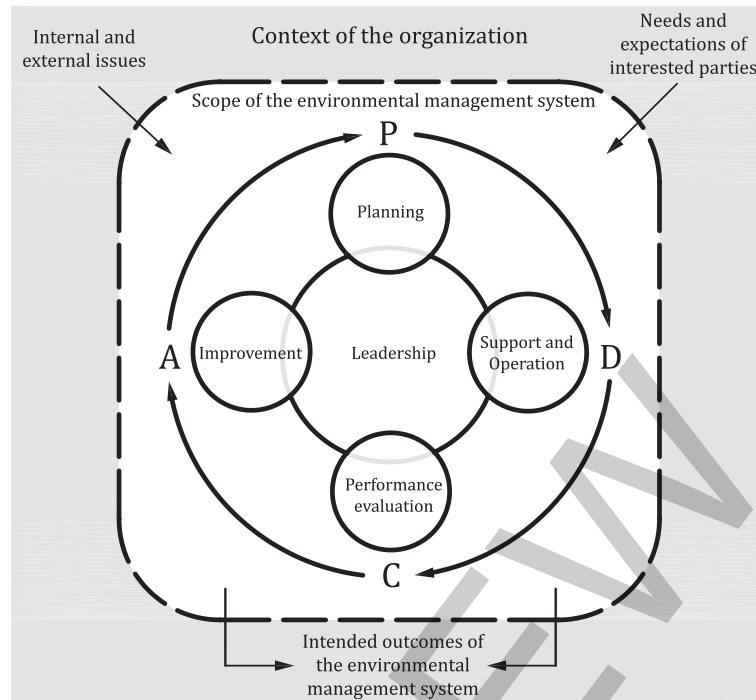 Internal and
external issues
Context of the organization
Needs and
expectations of
interested parties
Scope of the environmental management system
P
Planning
A
Improvement
Leadership
Support and
Operation
D
Performance
evaluation
C
Intended outcomes of
the environmental
management system